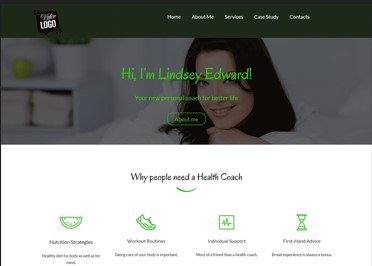 Your
LOGO
Home About Me Services Case Study Contacts
Hi, I'm Lindsey Edward!
Your new personal coach for better life
About me
Why people need a Health Coach
Nutrition Strategies Workout Routines Individual Support First-Hand Advice
Healthy diet for body as well as for mind. Taking care of your body is important. More of a friend than a health coach. Broad experience is always a bonus.